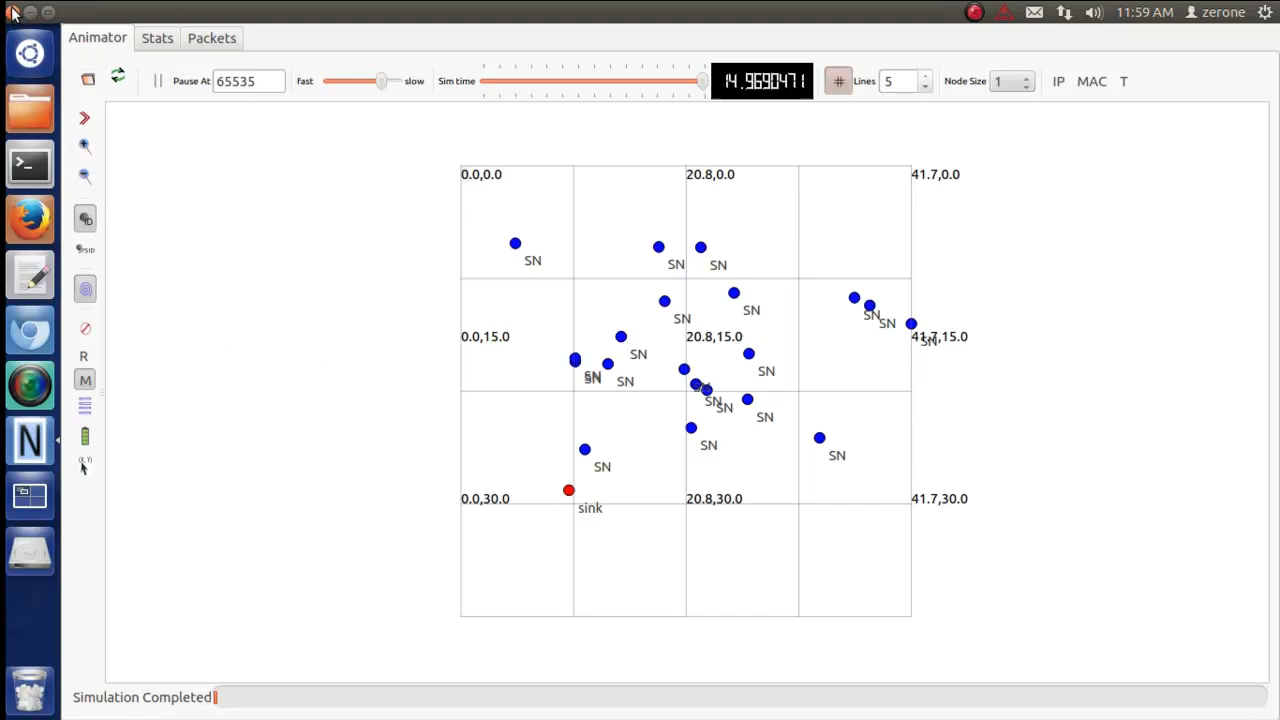 11:59 AM zerone
Animator Stats Packets
Pause At 65535 fast slow Sim time 14.9690471 # Lines 5 Node Size 1 IP MAC T
ID
SPSID
R
M
(X,Y)
N
0.0,0.0 20.8,0.0 41.7,0.0
SN SN SN
SN SN
SN SN
0.0,15.0 20.8,15.0 41.7,15.0
SN
SN SN
SN SN SN
SN
SN SN SN
SN SN
SN
0.0,30.0 20.8,30.0 41.7,30.0
sink
Simulation Completed